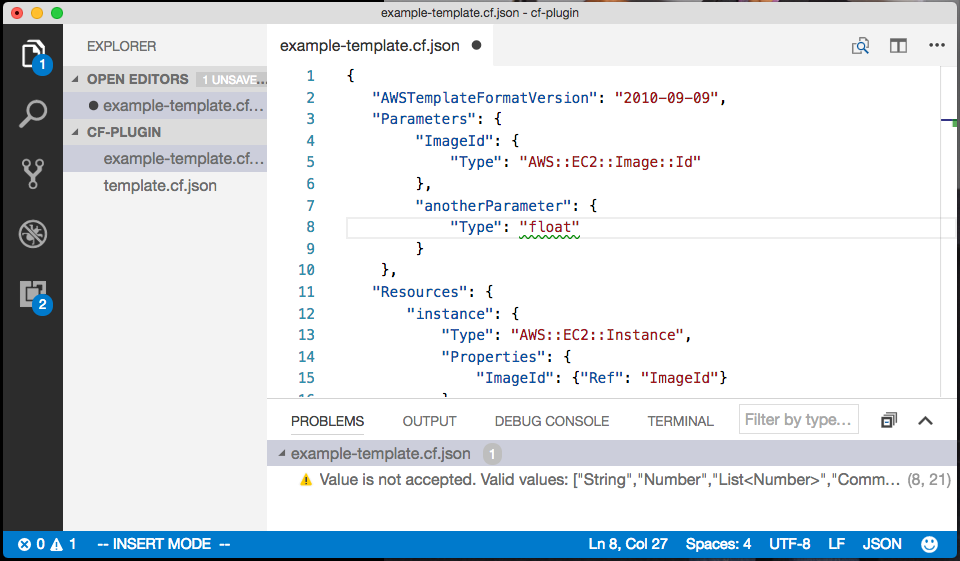 example-template.cf.json - cf-plugin
EXPLORER
OPEN EDITORS 1 UNSAVE...
example-template.cf...
CF-PLUGIN
example-template.cf...
template.cf.json
1
2
example-template.cf.json
1 {
2 "AWSTemplateFormatVersion": "2010-09-09",
3 "Parameters": {
4 "ImageId": {
5 "Type": "AWS::EC2::Image::Id"
6 },
7 "anotherParameter": {
8 "Type": "float"
9 }
10 },
11 "Resources": {
12 "instance": {
13 "Type": "AWS::EC2::Instance",
14 "Properties": {
15 "ImageId": {"Ref": "ImageId"}
16 }
PROBLEMS OUTPUT DEBUG CONSOLE TERMINAL Filter by type...
example-template.cf.json 1
Value is not accepted. Valid values: ["String","Number","List<Number>","Comm... (8, 21)
0 1 -- INSERT MODE -- Ln 8, Col 27 Spaces: 4 UTF-8 LF JSON